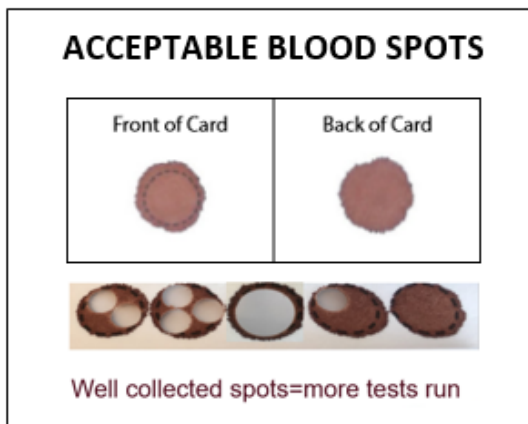 ACCEPTABLE BLOOD SPOTS
Front of Card
Back of Card
Well collected spots=more tests run